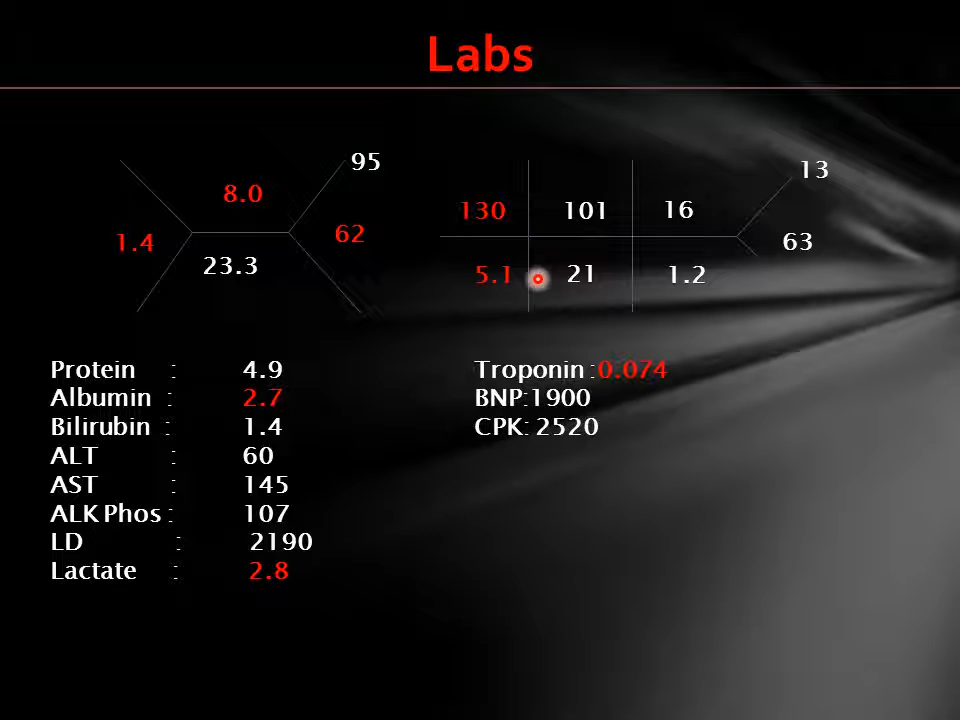 Labs
95
8.0
1.4
62
23.3
13
130 101 16
63
5.1 21 1.2
Protein : 4.9
Albumin : 2.7
Bilirubin : 1.4
ALT : 60
AST : 145
ALK Phos : 107
LD : 2190
Lactate : 2.8
Troponin :0.074
BNP:1900
CPK: 2520